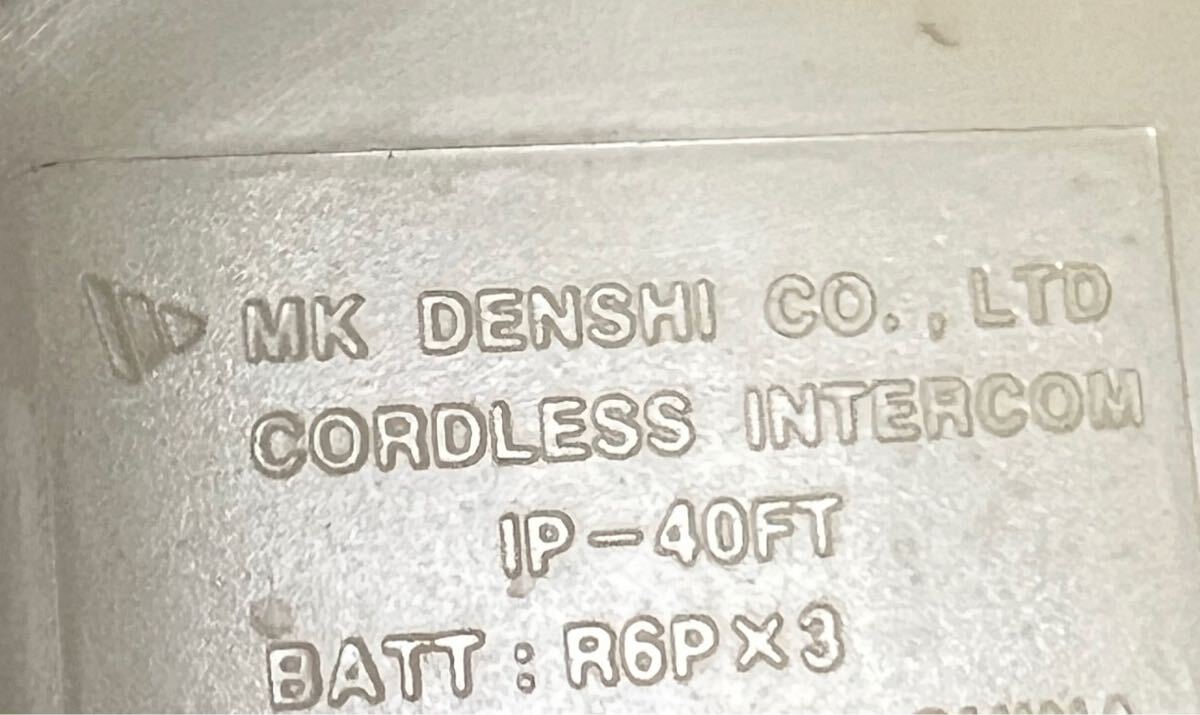 MK DENSHI CO.,LTD
CORDLESS INTERCOM
IP-40FT
BATT : R6P×3